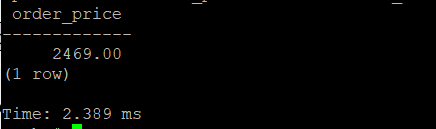 order_price
-------------
2469.00
(1 row)
Time: 2.389 ms